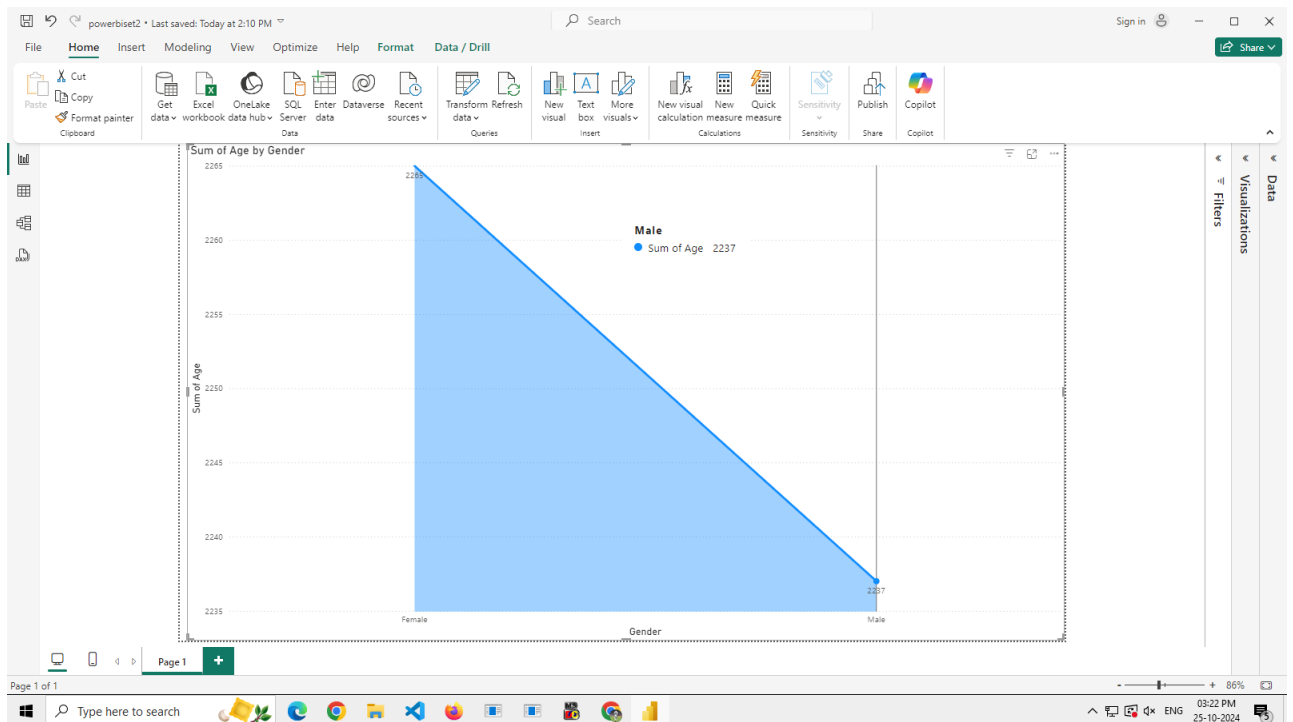 powerbiset2 • Last saved: Today at 2:10 PM
Search
Sign in
File Home Insert Modeling View Optimize Help Format Data / Drill
Share
Paste
Cut
Copy
Format painter
Clipboard
Get data
Excel workbook
OneLake data hub
SQL Server
Enter data
Dataverse
Recent sources
Data
Transform data
Refresh
Queries
New visual
Text box
More visuals
Insert
New visual calculation
New measure
Quick measure
Calculations
Sensitivity
Sensitivity
Publish
Share
Copilot
Copilot
Sum of Age by Gender
2265
2260
2255
2250
2245
2240
2235
Sum of Age
2265
Male
Sum of Age 2237
2237
Female
Male
Gender
Filters
Visualizations
Data
Page 1
Page 1 of 1
- + 86%
Type here to search
ENG
03:22 PM
25-10-2024